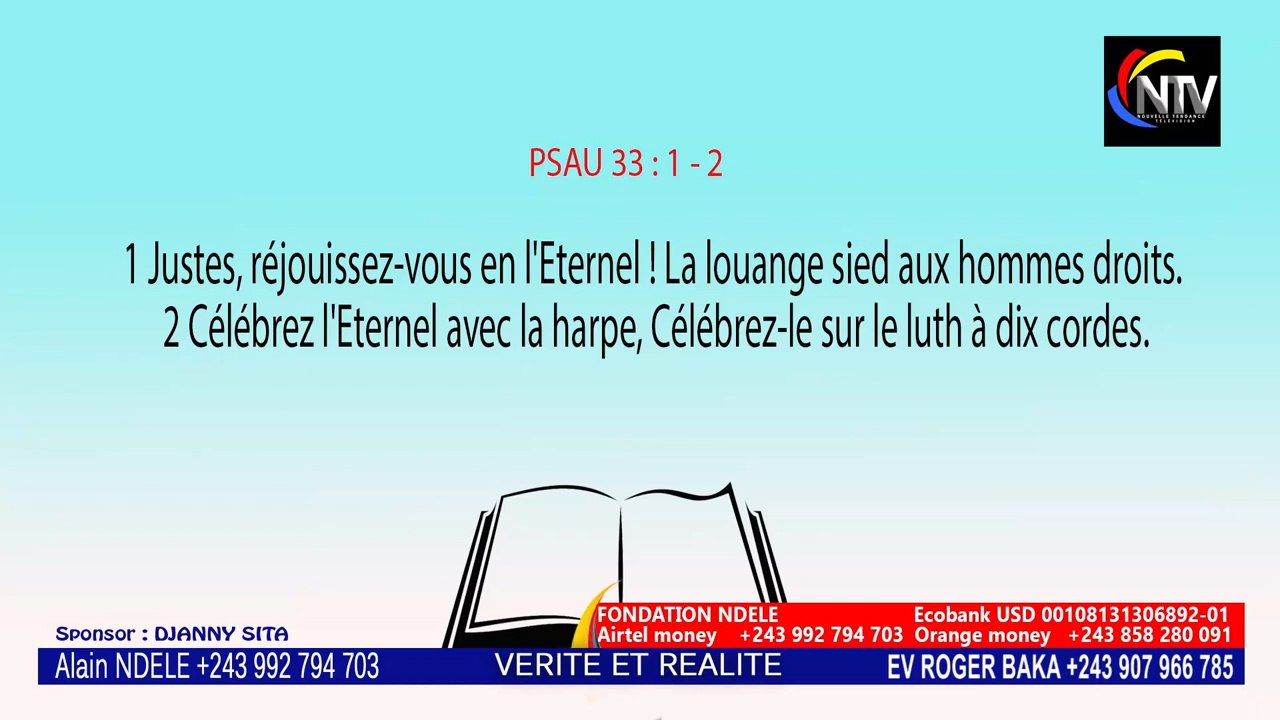 NTV
NOUVELLE TENDANCE
TÉLÉVISION
PSAU 33 : 1 - 2
1 Justes, réjouissez-vous en l'Eternel ! La louange sied aux hommes droits.
2 Célébrez l'Eternel avec la harpe, Célébrez-le sur le luth à dix cordes.
FONDATION NDELE Ecobank USD 00108131306892-01
Airtel money +243 992 794 703 Orange money +243 858 280 091
Sponsor : DJANNY SITA
Alain NDELE +243 992 794 703 VERITE ET REALITE EV ROGER BAKA +243 907 966 785